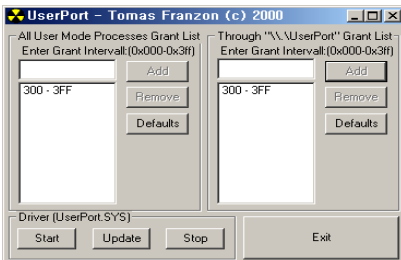 UserPort – Tomas Franzon (c) 2000
All User Mode Processes Grant List
Enter Grant Interval:(0x000-0x3ff)
Add
300 - 3FF
Remove
Defaults
Through "\\.\UserPort" Grant List
Enter Grant Interval:(0x000-0x3ff)
Add
300 - 3FF
Remove
Defaults
Driver (UserPort.SYS)
Start Update Stop
Exit